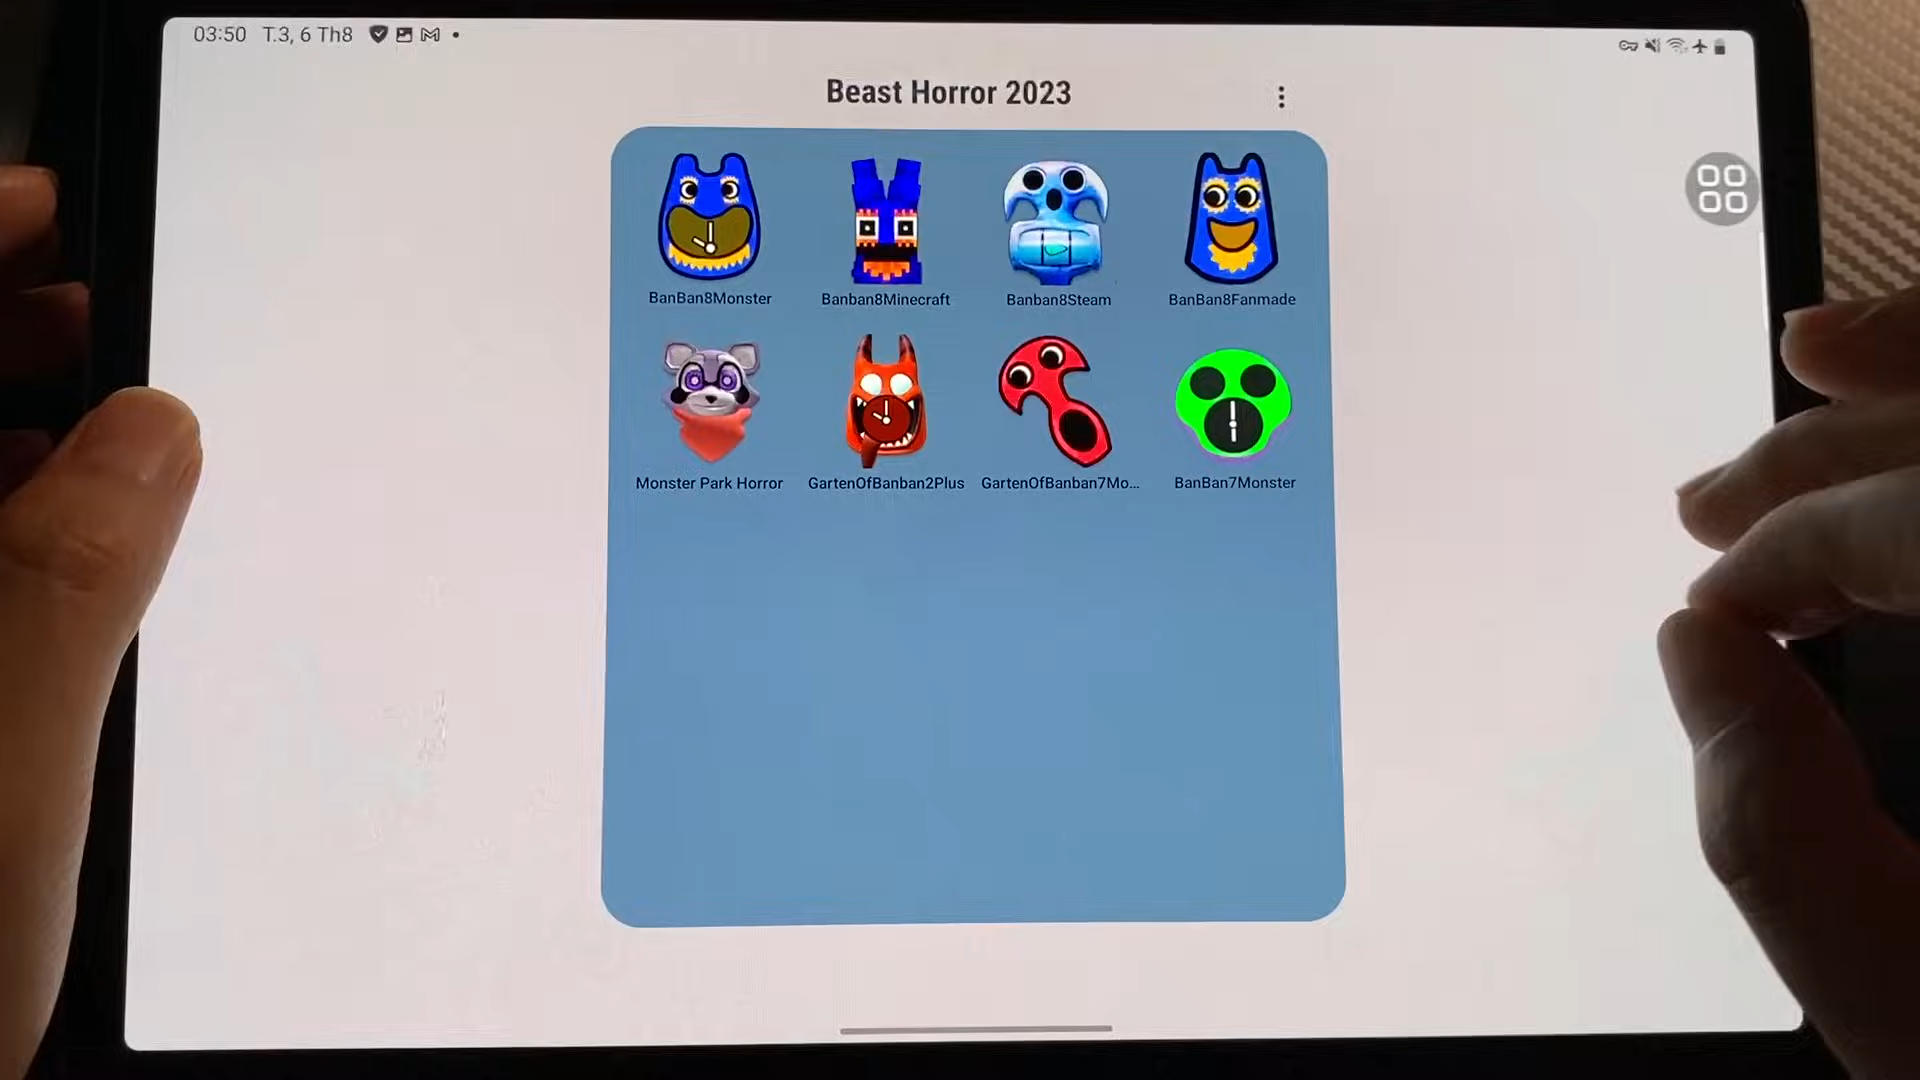 03:50 T.3, 6 Th8
Beast Horror 2023
BanBan8Monster Banban8Minecraft Banban8Steam BanBan8Fanmade
Monster Park Horror GartenOfBanban2Plus GartenOfBanban7Mo... BanBan7Monster